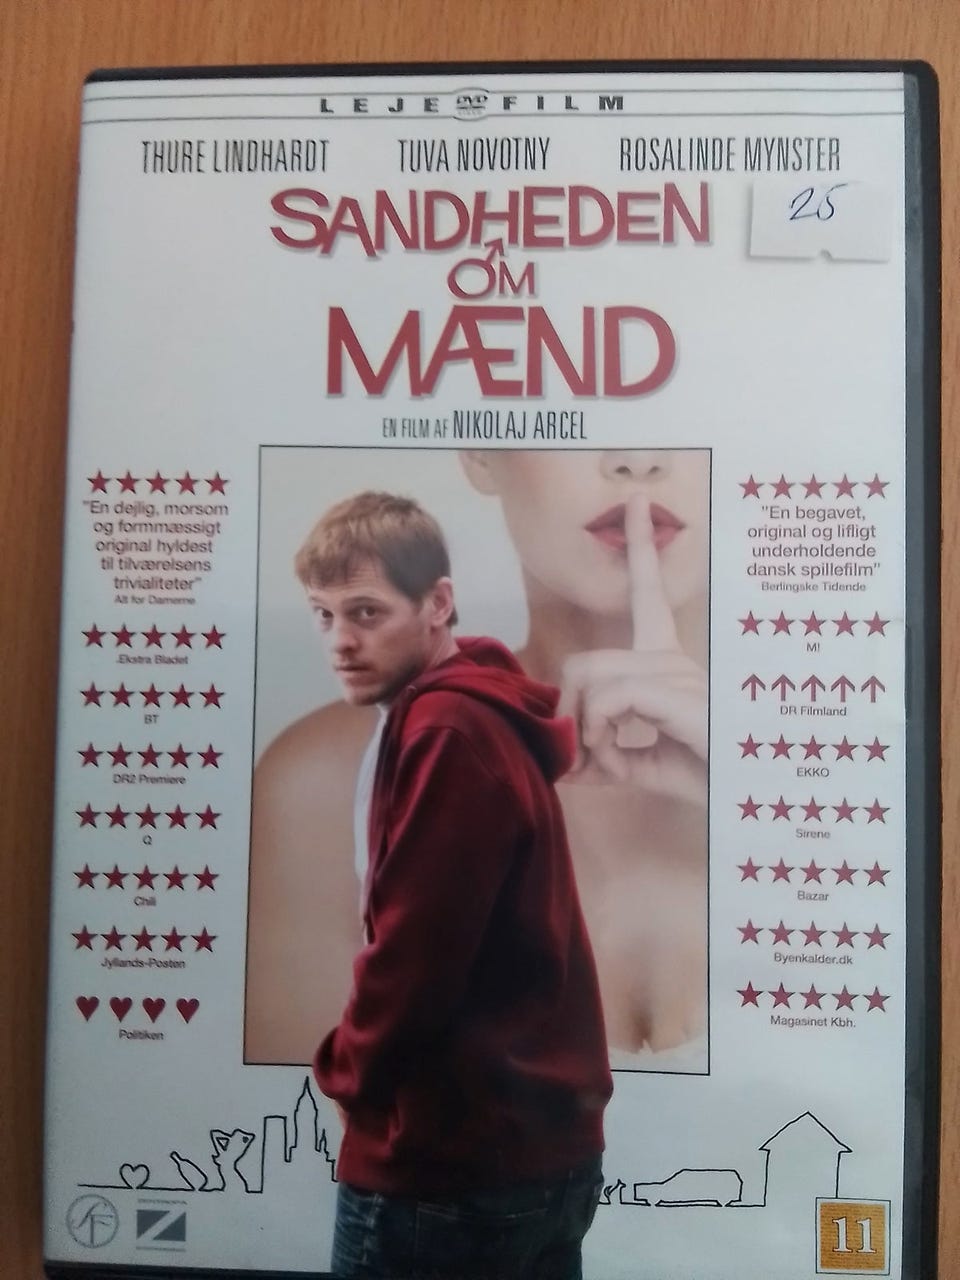 LEJE DVD FILM
THURE LINDHARDT TUVA NOVOTNY ROSALINDE MYNSTER
25
SANDHEDEN
OM
MÆND
EN FILM AF NIKOLAJ ARCEL
"En dejlig, morsom
og formmæssigt
original hyldest
til tilværelsens
trivialiteter"
Alt for Damerne
Ekstra Bladet
BT
DR2 Premiere
Q
Chili
Jyllands-Posten
Politiken
"En begavet,
original og lifligt
underholdende
dansk spillefilm"
Berlingske Tidende
M!
DR Filmland
EKKO
Sirene
Bazar
Byenkalder.dk
Magasinet Kbh.
SF
Z
11